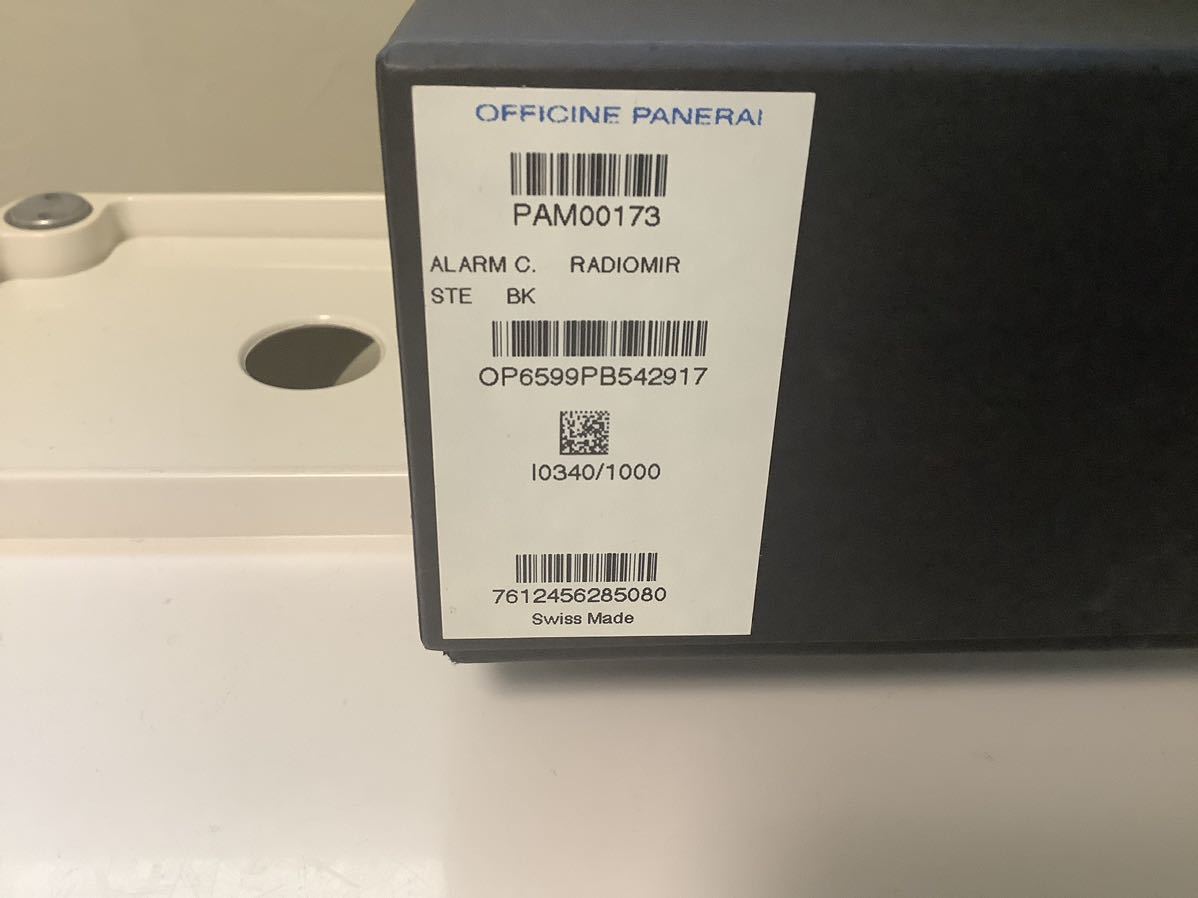 OFFICINE PANERAI
PAM00173
ALARM C. RADIOMIR
STE BK
OP6599PB542917
I0340/1000
7612456285080
Swiss Made